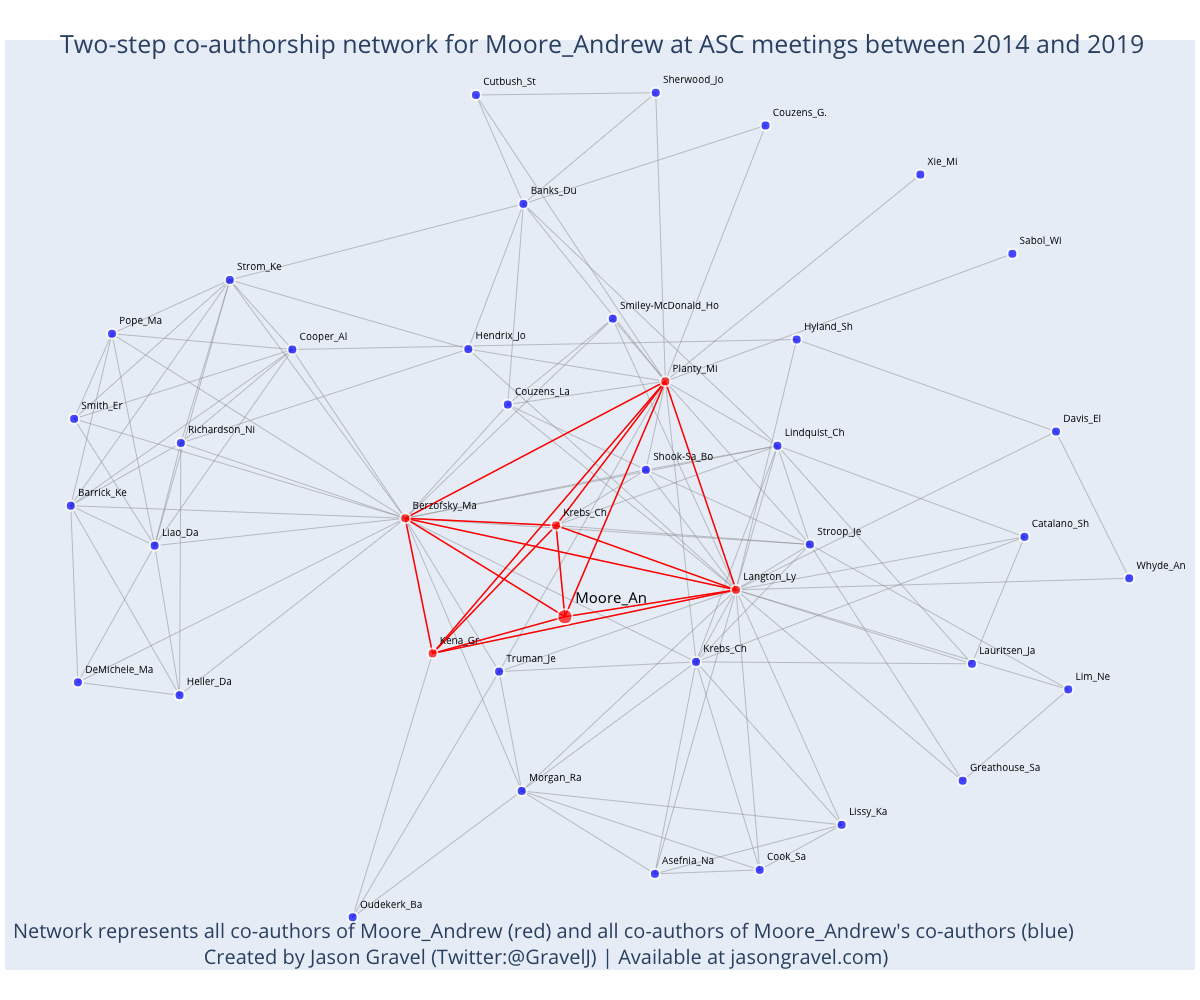 Two-step co-authorship network for Moore_Andrew at ASC meetings between 2014 and 2019
Cutbush_St
Sherwood_Jo
Couzens_G.
Xie_Mi
Banks_Du
Sabol_Wi
Strom_Ke
Smiley-McDonald_Ho
Pope_Ma
Hyland_Sh
Cooper_Al
Hendrix_Jo
Planty_Mi
Couzens_La
Smith_Er
Davis_El
Richardson_Ni
Lindquist_Ch
Shook-Sa_Bo
Barrick_Ke
Berzofsky_Ma
Krebs_Ch
Catalano_Sh
Liao_Da
Stroop_Je
Whyde_An
Langton_Ly
Moore_An
Kena_Gr
Krebs_Ch
Lauritsen_Ja
Truman_Je
DeMichele_Ma
Heller_Da
Lim_Ne
Greathouse_Sa
Morgan_Ra
Lissy_Ka
Asefnia_Na
Cook_Sa
Oudekerk_Ba
Network represents all co-authors of Moore_Andrew (red) and all co-authors of Moore_Andrew's co-authors (blue)
Created by Jason Gravel (Twitter:@GravelJ) | Available at jasongravel.com)